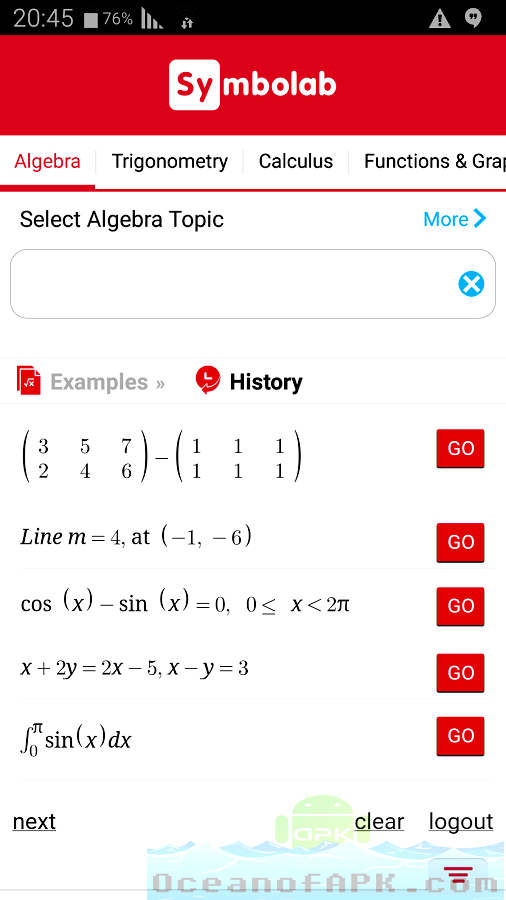 20:45 76%
Symbolab
Algebra Trigonometry Calculus Functions & Grap
Select Algebra Topic More
Examples » History
(3 5 7
2 4 6) − (1 1 1
1 1 1) GO
Line m = 4, at (−1, −6) GO
cos (x) − sin (x) = 0, 0 ≤ x < 2π GO
x + 2y = 2x − 5, x − y = 3 GO
∫₀^π sin(x)dx GO
next clear logout
APK
OceanofAPK.com